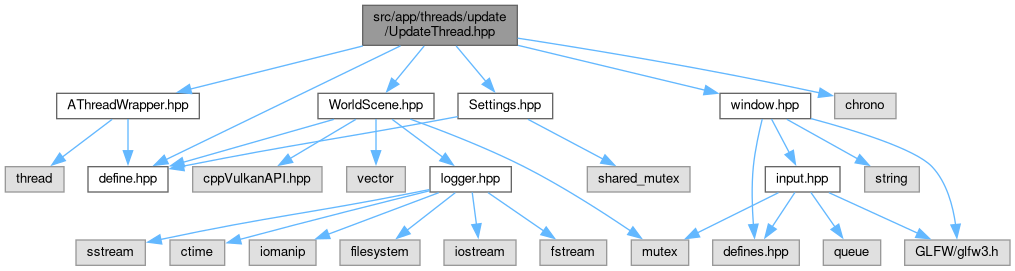 src/app/threads/update
/UpdateThread.hpp
AThreadWrapper.hpp
WorldScene.hpp
Settings.hpp
window.hpp
chrono
thread
define.hpp
cppVulkanAPI.hpp
vector
logger.hpp
shared_mutex
input.hpp
string
sstream
ctime
iomanip
filesystem
iostream
fstream
mutex
defines.hpp
queue
GLFW/glfw3.h